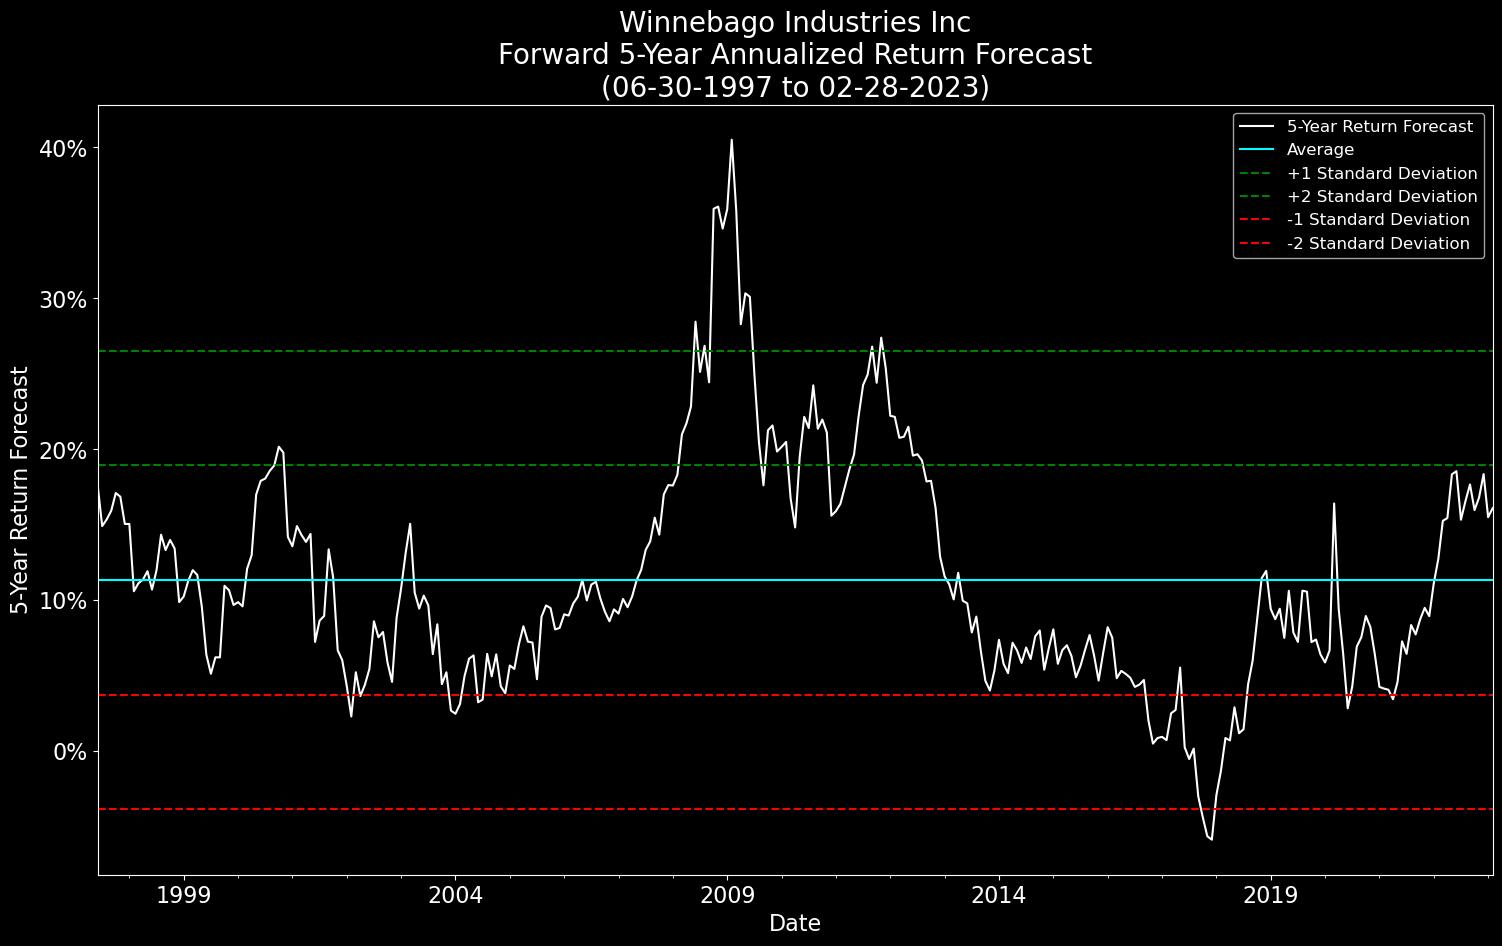 Winnebago Industries Inc
Forward 5-Year Annualized Return Forecast
(06-30-1997 to 02-28-2023)
5-Year Return Forecast
Average
+1 Standard Deviation
+2 Standard Deviation
-1 Standard Deviation
-2 Standard Deviation
5-Year Return Forecast
40%
30%
20%
10%
0%
1999 2004 2009 2014 2019
Date